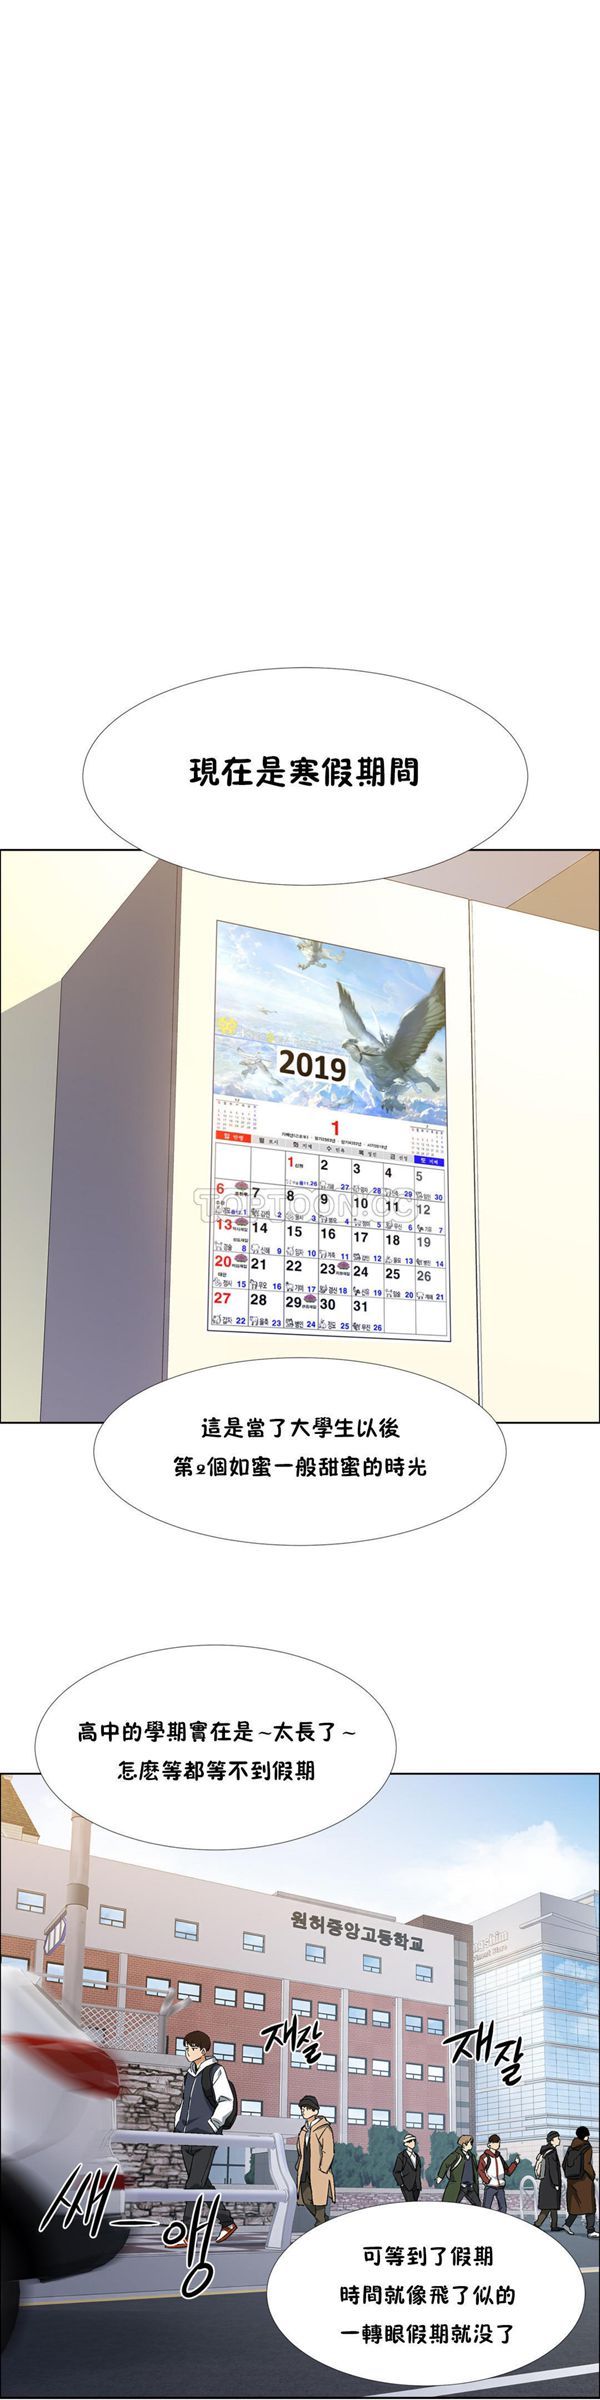 現在是寒假期間
2019
1
1 2 3 4 5
6 7 8 9 10 11 12
13 14 15 16 17 18 19
20 21 22 23 24 25 26
27 28 29 30 31
TOPTOON.CC
這是當了大學生以後
第2個如蜜一般甜蜜的時光
高中的學期實在是~太長了~
怎麽等都等不到假期
원허중앙고등학교
재잘
재잘
쌔-앵
可等到了假期
時間就像飛了似的
一轉眼假期就没了